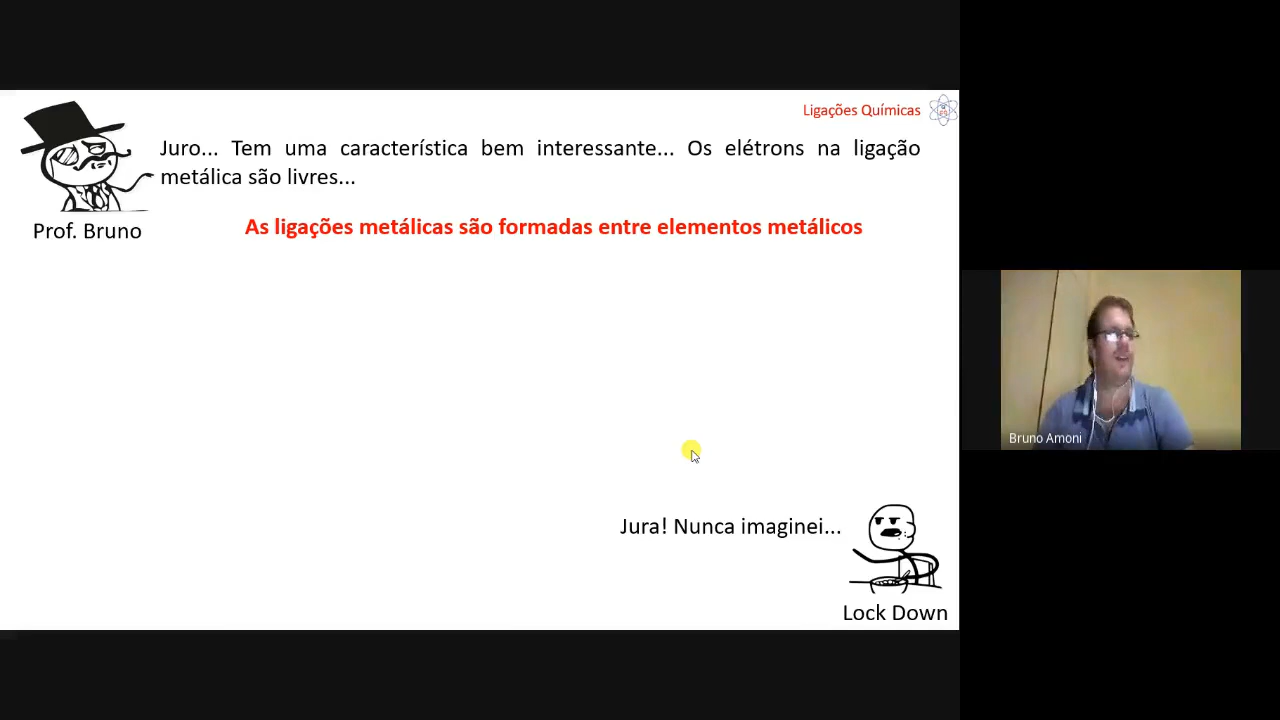 Ligações Químicas
Juro... Tem uma característica bem interessante... Os elétrons na ligação
metálica são livres...
Prof. Bruno
As ligações metálicas são formadas entre elementos metálicos
Bruno Amoni
Jura! Nunca imaginei...
Lock Down